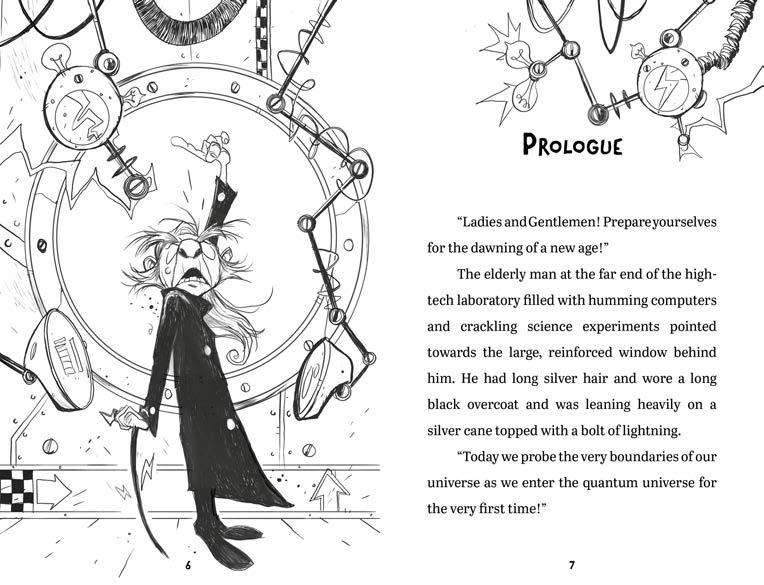 6
PROLOGUE
“Ladies and Gentlemen! Prepare yourselves
for the dawning of a new age!”
The elderly man at the far end of the high-
tech laboratory filled with humming computers
and crackling science experiments pointed
towards the large, reinforced window behind
him. He had long silver hair and wore a long
black overcoat and was leaning heavily on a
silver cane topped with a bolt of lightning.
“Today we probe the very boundaries of our
universe as we enter the quantum universe for
the very first time!”
7